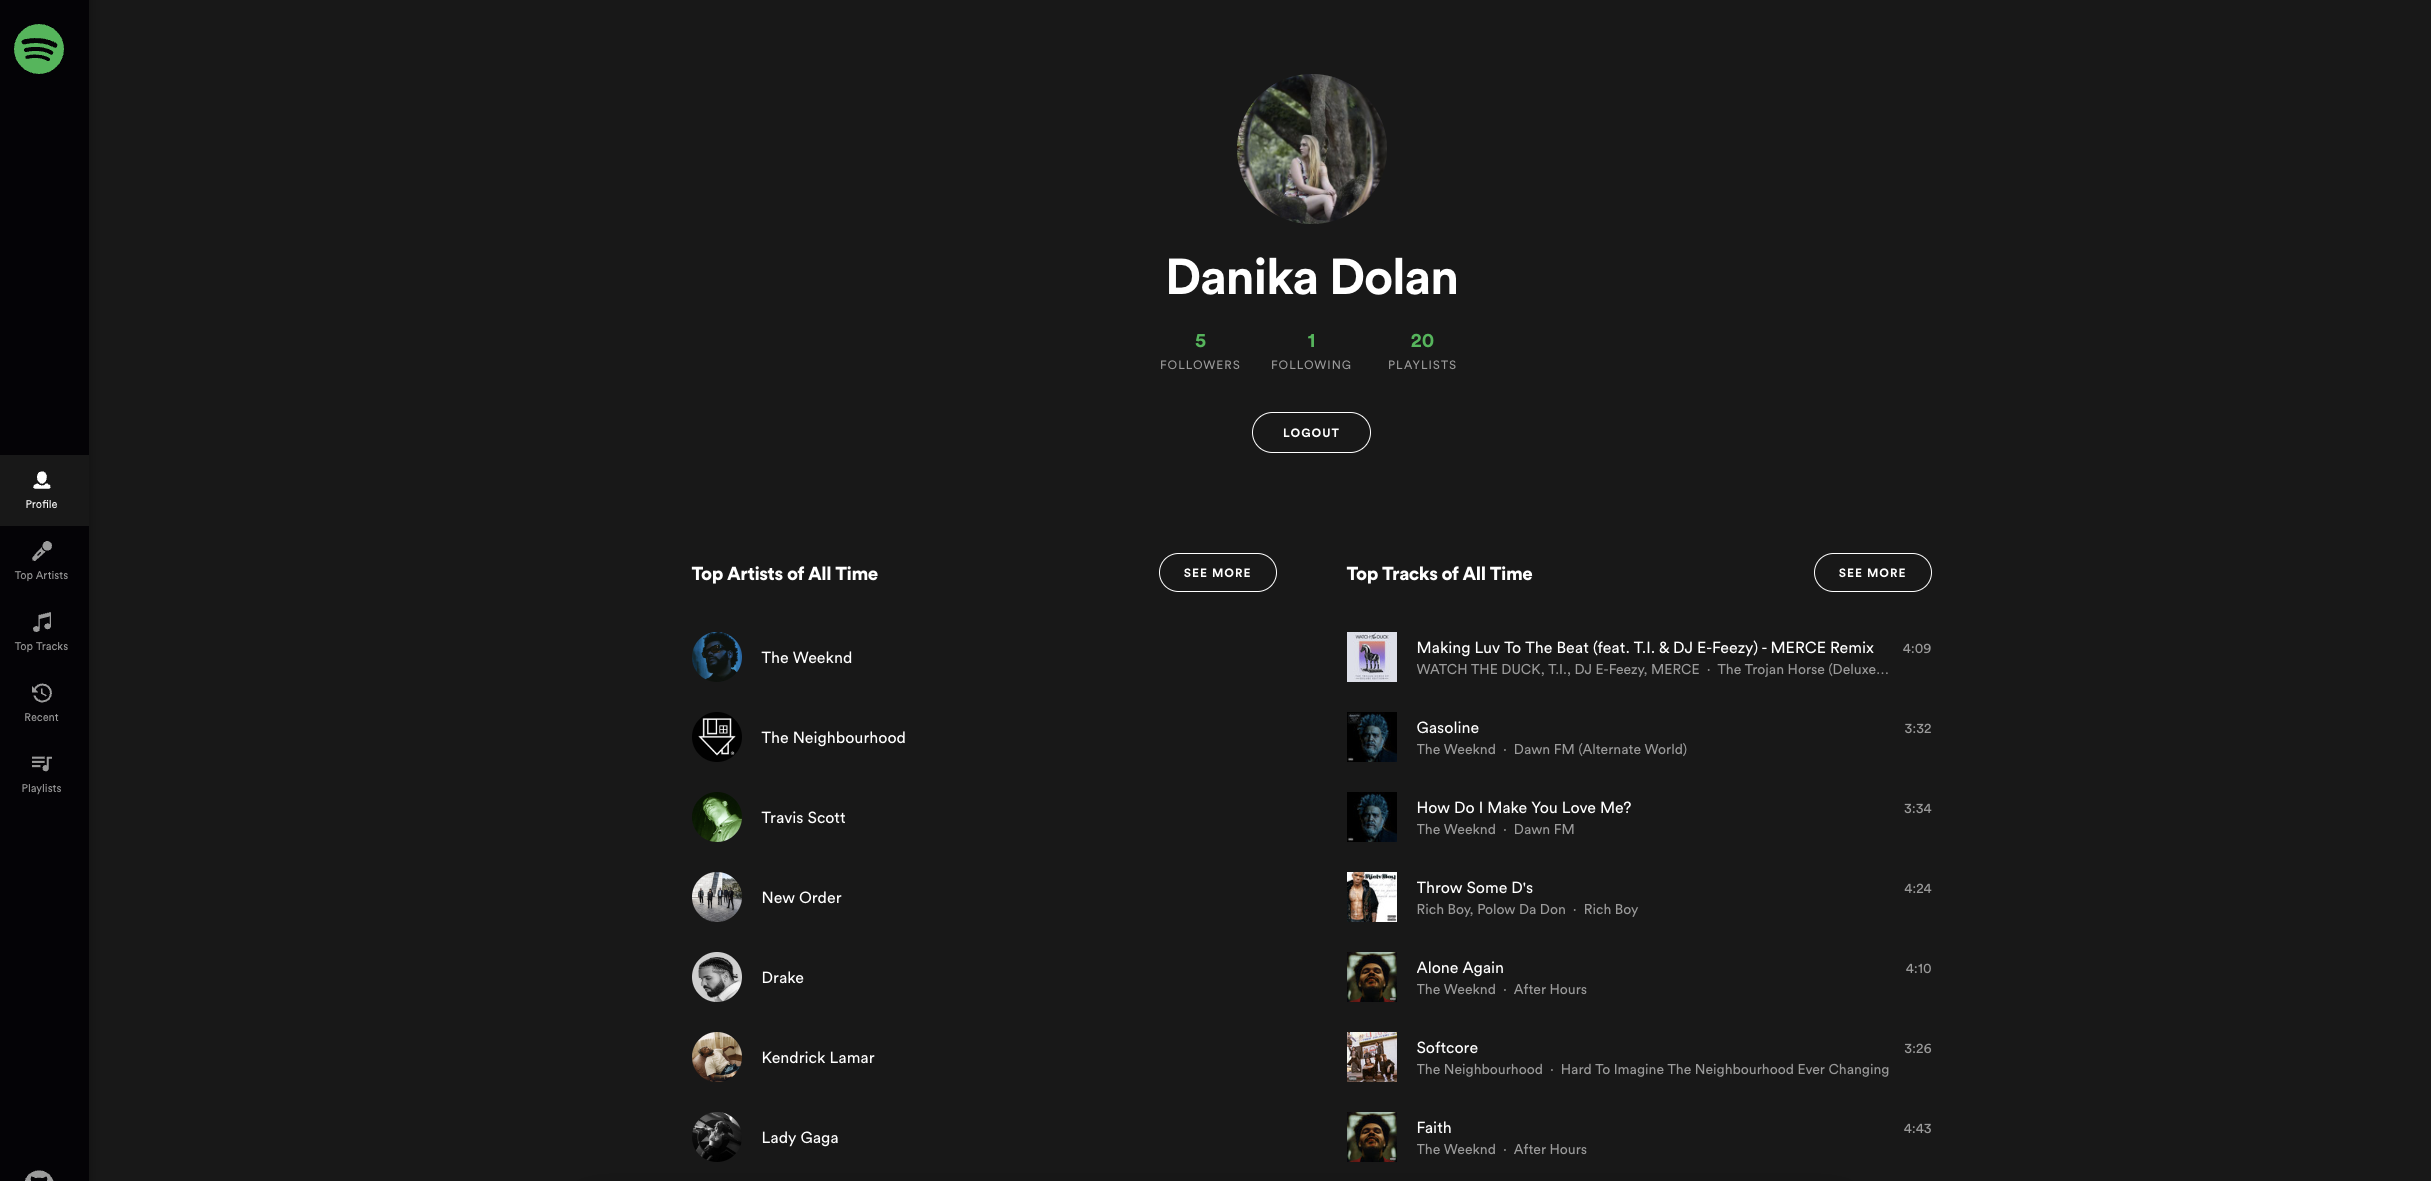 Danika Dolan
5
FOLLOWERS
1
FOLLOWING
20
PLAYLISTS
LOGOUT
Profile
Top Artists
Top Tracks
Recent
Playlists
Top Artists of All Time
SEE MORE
The Weeknd
The Neighbourhood
Travis Scott
New Order
Drake
Kendrick Lamar
Lady Gaga
Top Tracks of All Time
SEE MORE
WATCH THE DUCK
Making Luv To The Beat (feat. T.I. & DJ E-Feezy) - MERCE Remix 4:09
WATCH THE DUCK, T.I., DJ E-Feezy, MERCE · The Trojan Horse (Deluxe...
Gasoline 3:32
The Weeknd · Dawn FM (Alternate World)
How Do I Make You Love Me? 3:34
The Weeknd · Dawn FM
Rich Boy
Throw Some D's 4:24
Rich Boy, Polow Da Don · Rich Boy
Alone Again 4:10
The Weeknd · After Hours
Softcore 3:26
The Neighbourhood · Hard To Imagine The Neighbourhood Ever Changing
Faith 4:43
The Weeknd · After Hours